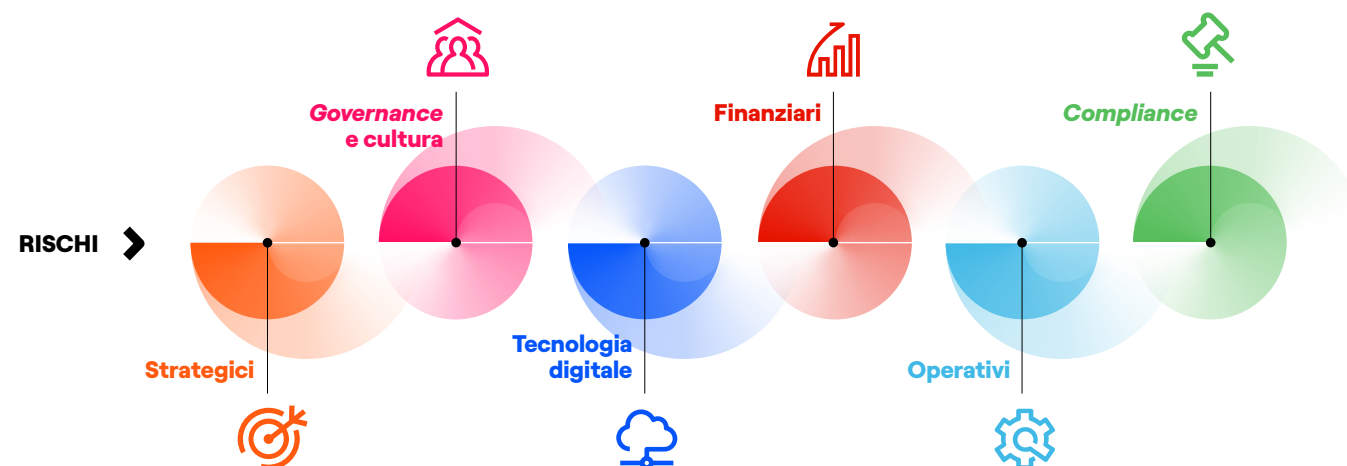 RISCHI
Strategici
Governance
e cultura
Tecnologia
digitale
Finanziari
Operativi
Compliance